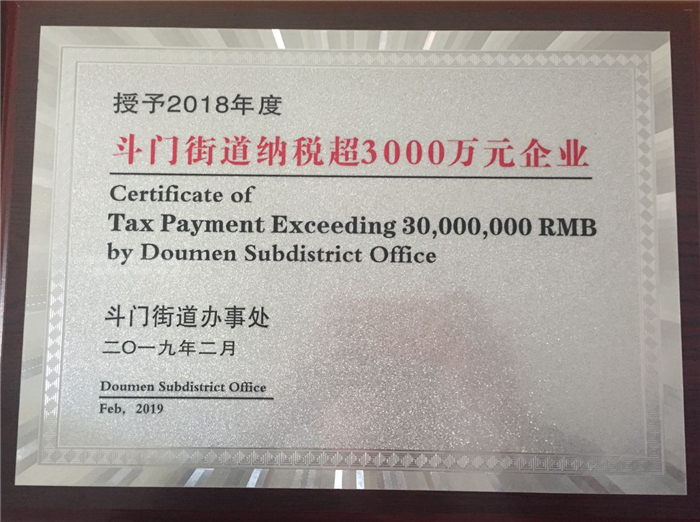 授予2018年度
斗门街道纳税超3000万元企业
Certificate of
Tax Payment Exceeding 30,000,000 RMB
by Doumen Subdistrict Office
斗门街道办事处
二〇一九年二月
Doumen Subdistrict Office
Feb, 2019